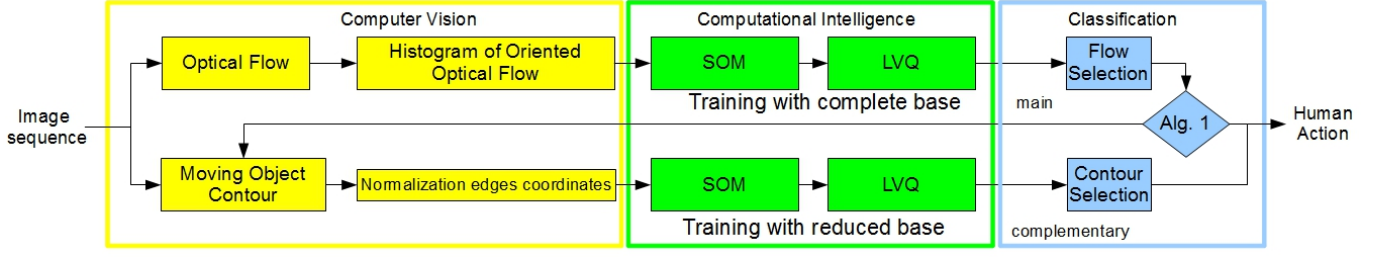 Computer Vision
Computational Intelligence
Classification
Optical Flow
Histogram of Oriented
Optical Flow
SOM
LVQ
Flow
Selection
Training with complete base
main
Image
sequence
Alg. 1
Human
Action
Moving Object
Contour
Normalization edges coordinates
SOM
LVQ
Contour
Selection
Training with reduced base
complementary